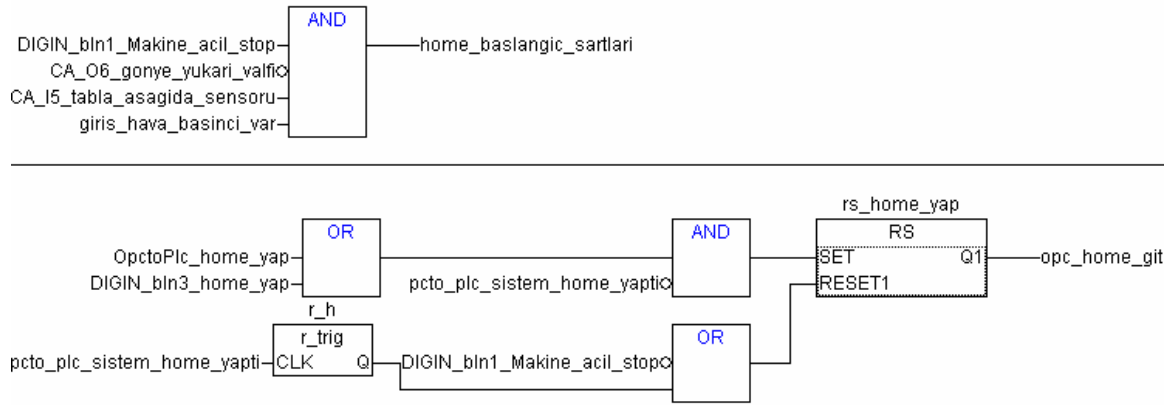 AND
DIGIN_bln1_Makine_acil_stop
home_baslangic_sartlari
CA_O6_gonye_yukari_valfi
CA_I5_tabla_asagida_sensoru
giris_hava_basinci_var
rs_home_yap
OR
AND
RS
OpctoPlc_home_yap
SET
Q1
opc_home_git
DIGIN_bln3_home_yap
pcto_plc_sistem_home_yapti
RESET1
r_h
r_trig
OR
pcto_plc_sistem_home_yapti
CLK
Q
DIGIN_bln1_Makine_acil_stop